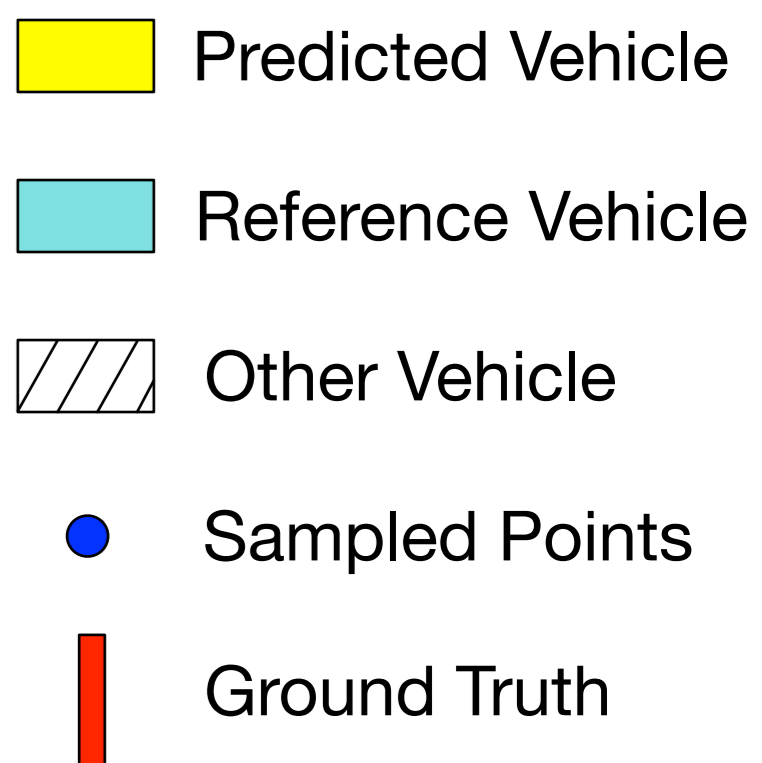 Predicted Vehicle
Reference Vehicle
Other Vehicle
Sampled Points
Ground Truth